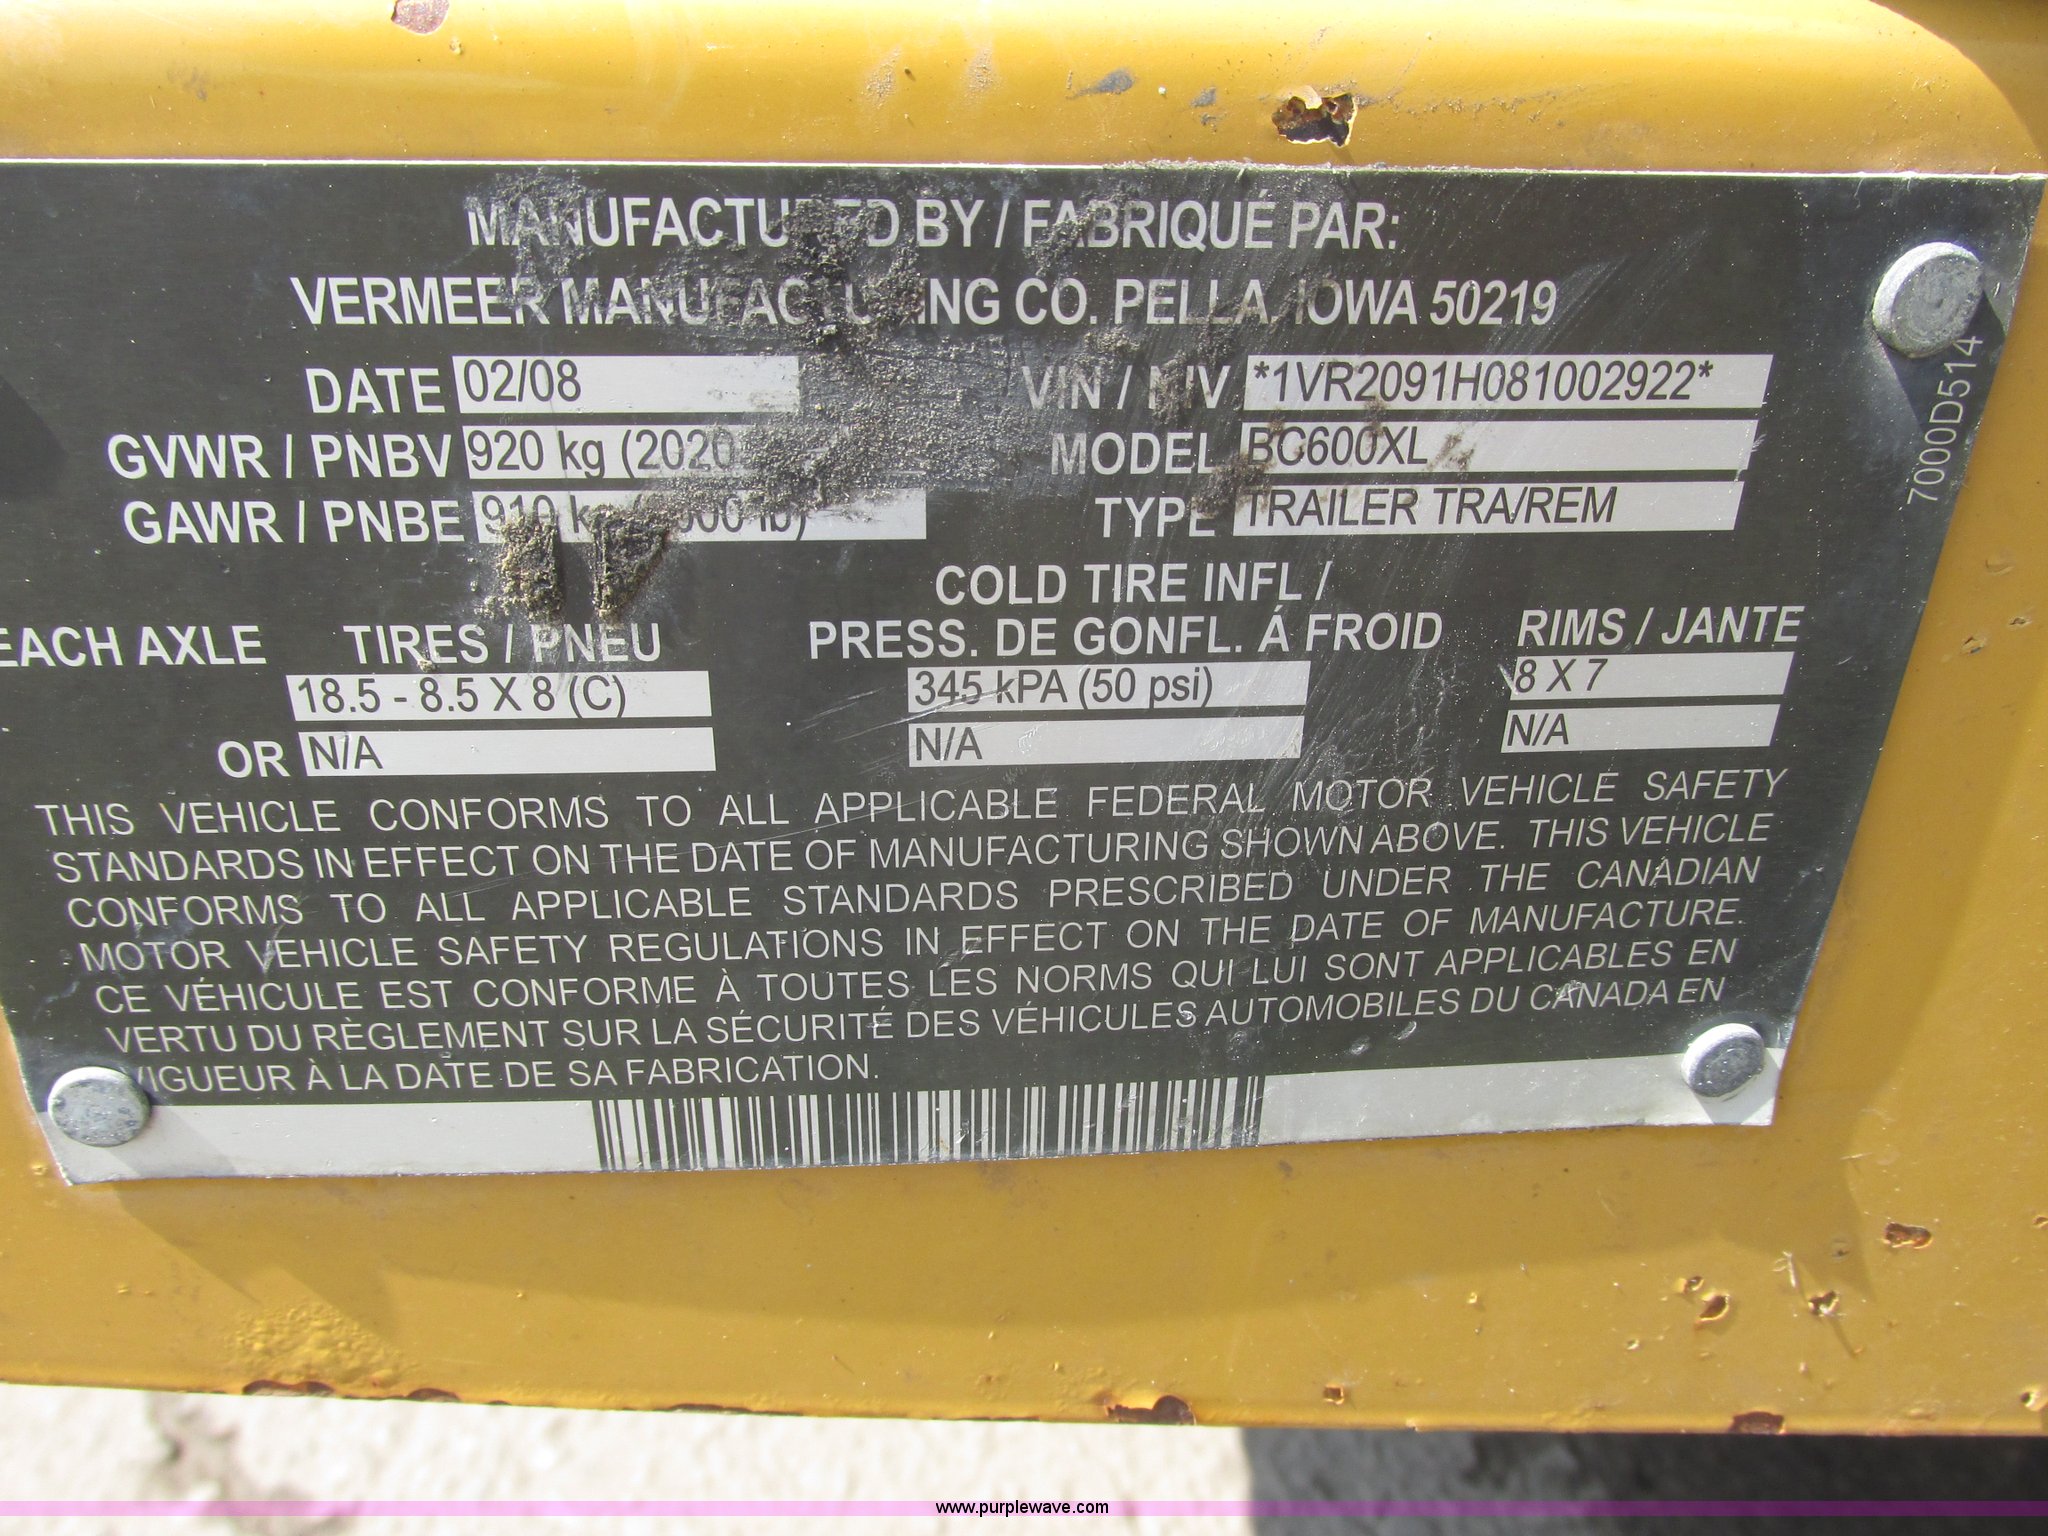 MANUFACTURED BY / FABRIQUÉ PAR:
VERMEER MANUFACTURING CO. PELLA, IOWA 50219
DATE 02/08 VIN / NIV *1VR2091H081002922*
GVWR / PNBV 920 kg (2020 MODEL BC600XL
GAWR / PNBE 910 TYPE TRAILER TRA/REM
7000D514
COLD TIRE INFL /
EACH AXLE TIRES / PNEU PRESS. DE GONFL. Á FROID RIMS / JANTE
18.5 - 8.5 X 8 (C) 345 kPA (50 psi) 8 X 7
OR N/A N/A N/A
THIS VEHICLE CONFORMS TO ALL APPLICABLE FEDERAL MOTOR VEHICLE SAFETY
STANDARDS IN EFFECT ON THE DATE OF MANUFACTURING SHOWN ABOVE. THIS VEHICLE
CONFORMS TO ALL APPLICABLE STANDARDS PRESCRIBED UNDER THE CANADIAN
MOTOR VEHICLE SAFETY REGULATIONS IN EFFECT ON THE DATE OF MANUFACTURE.
CE VÉHICULE EST CONFORME À TOUTES LES NORMS QUI LUI SONT APPLICABLES EN
VERTU DU RÈGLEMENT SUR LA SÉCURITÉ DES VÉHICULES AUTOMOBILES DU CANADA EN
VIGUEUR À LA DATE DE SA FABRICATION.
www.purplewave.com